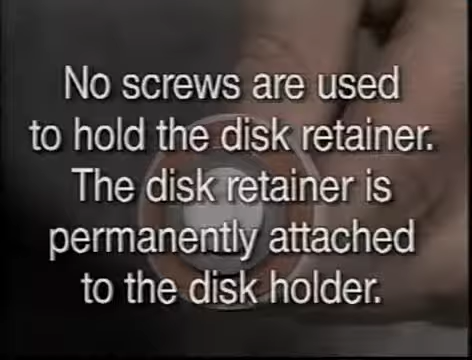 No screws are used
to hold the disk retainer.
The disk retainer is
permanently attached
to the disk holder.